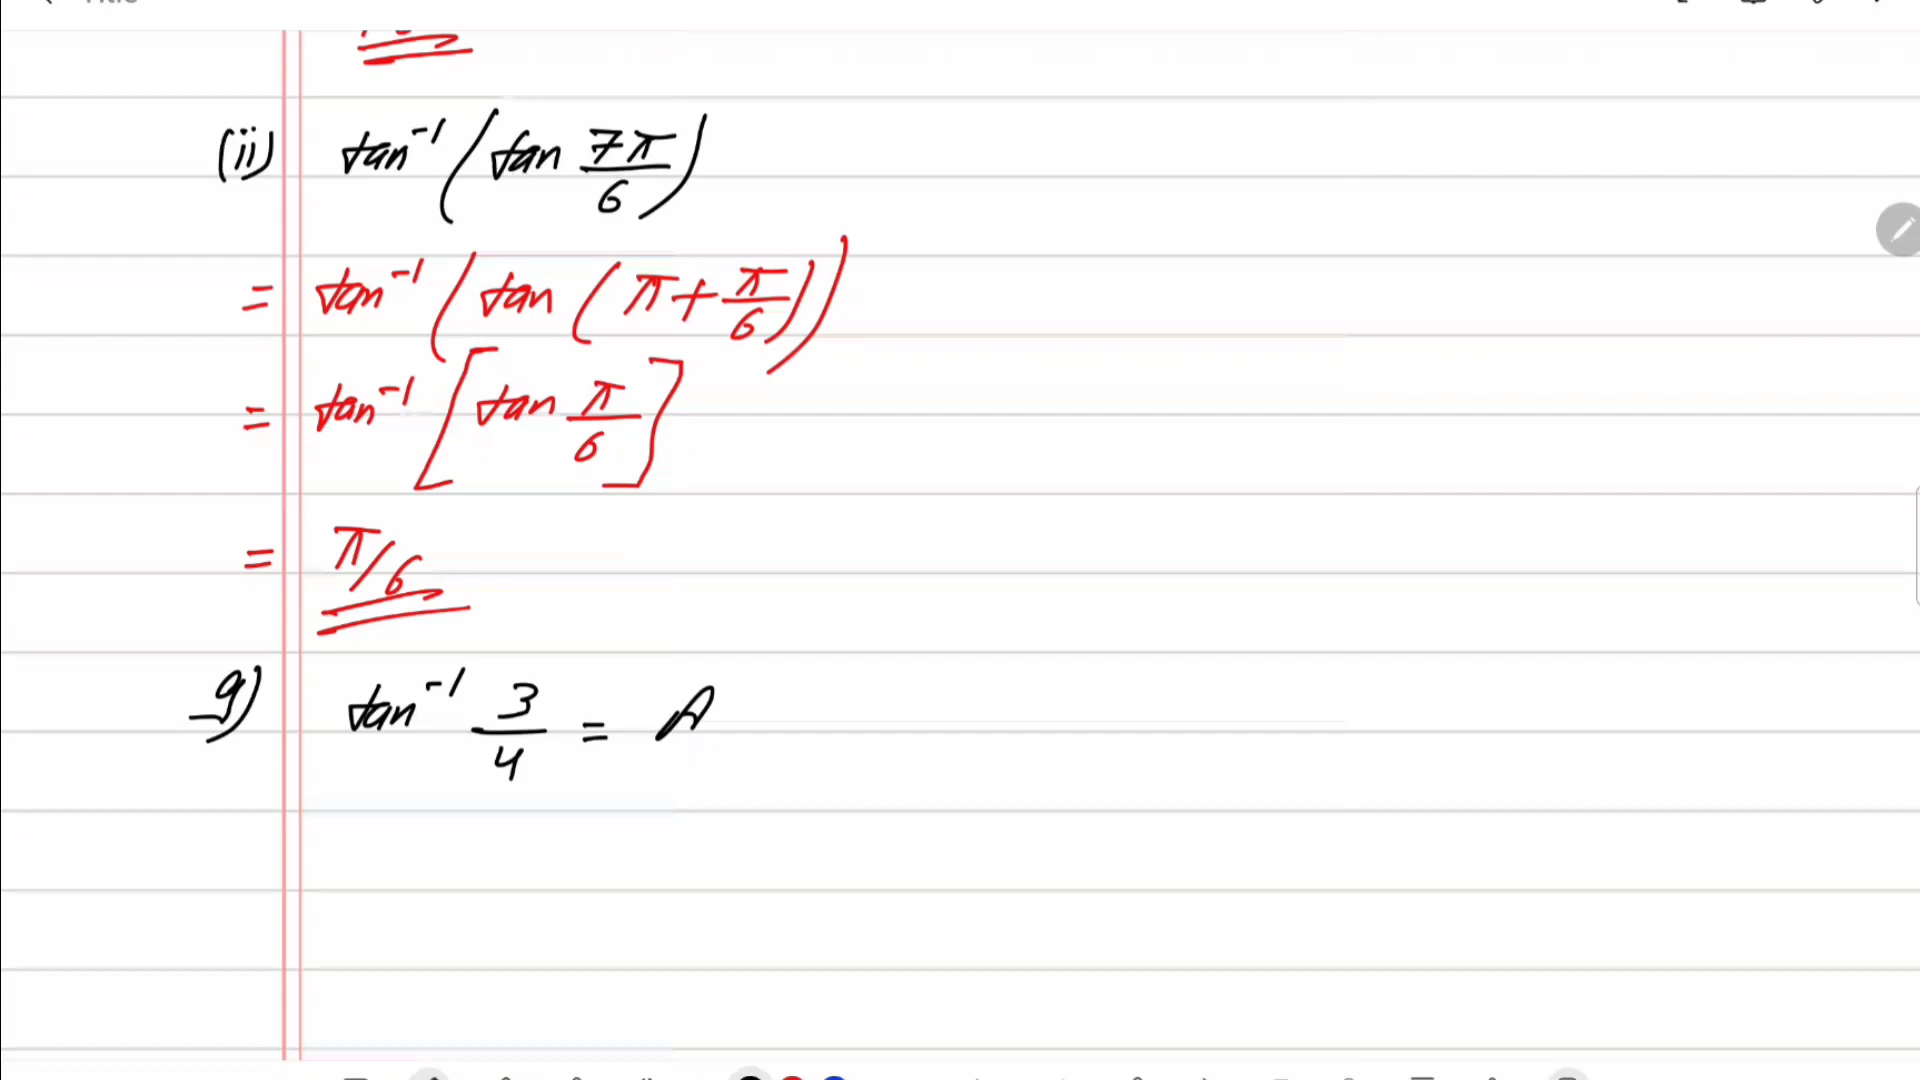 (ii) tan⁻¹(tan 7π/6)
= tan⁻¹(tan(π+π/6))
= tan⁻¹[tan π/6]
= π/6
9) tan⁻¹ 3/4 = A